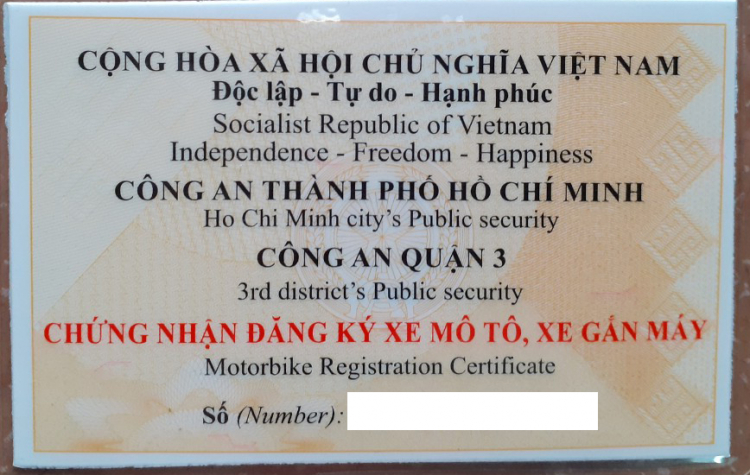 CỘNG HÒA XÃ HỘI CHỦ NGHĨA VIỆT NAM
Độc lập - Tự do - Hạnh phúc
Socialist Republic of Vietnam
Independence - Freedom - Happiness
CÔNG AN THÀNH PHỐ HỒ CHÍ MINH
Ho Chi Minh city's Public security
CÔNG AN QUẬN 3
3rd district's Public security
CHỨNG NHẬN ĐĂNG KÝ XE MÔ TÔ, XE GẮN MÁY
Motorbike Registration Certificate
Số (Number):